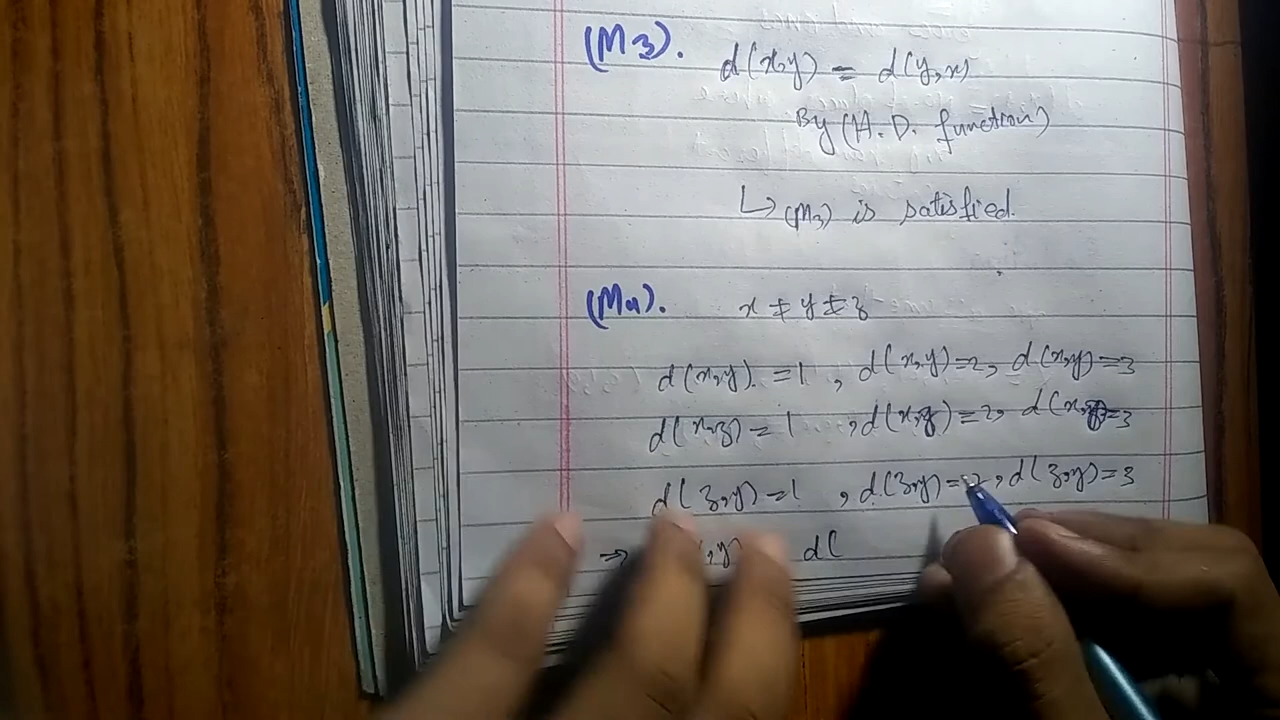 (M3). d(x,y) = d(y,x)
By (H.D. function)
↳ (M3) is satisfied.
(M4). x ≠ y ≠ z
d(x,y) = 1 , d(x,y) = 2, d(x,y) = 3
d(x,z) = 1 , d(x,z) = 2, d(x,z) = 3
d(z,y) = 1 , d(z,y) = 2, d(z,y) = 3
⇒ ,y) d(